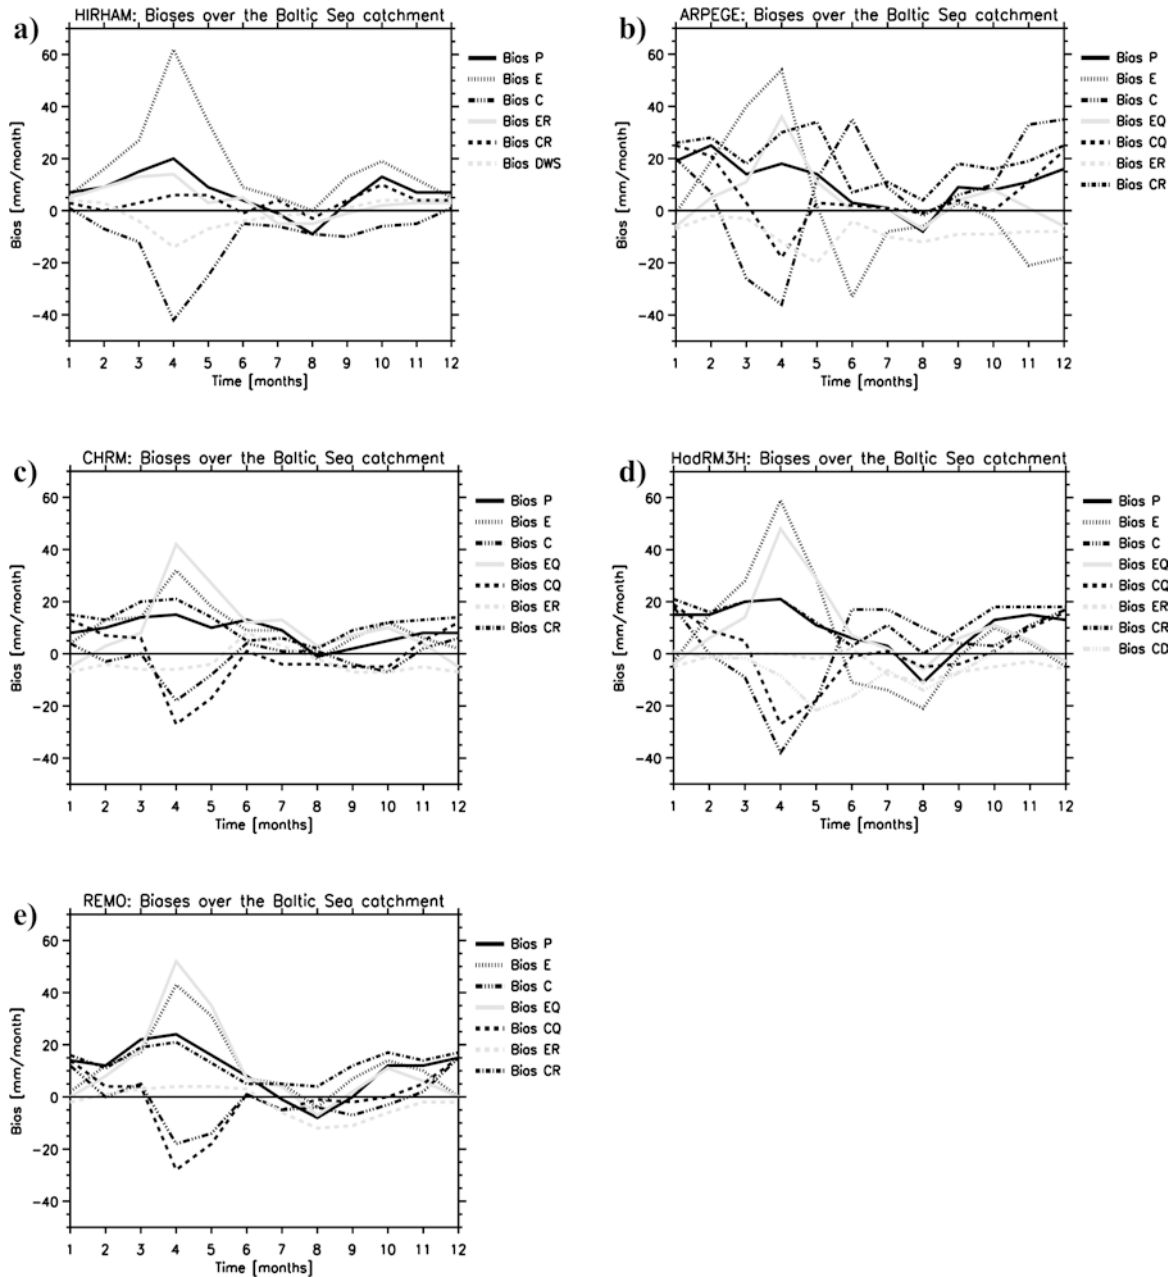 a)
HIRHAM: Biases over the Baltic Sea catchment
60
40
20
0
-20
-40
Bias [mm/month]
1 2 3 4 5 6 7 8 9 10 11 12
Time [months]
Bias P
Bias E
Bias C
Bias ER
Bias CR
Bias DWS
b)
ARPEGE: Biases over the Baltic Sea catchment
60
40
20
0
-20
-40
Bias [mm/month]
1 2 3 4 5 6 7 8 9 10 11 12
Time [months]
Bias P
Bias E
Bias C
Bias EQ
Bias CQ
Bias ER
Bias CR
c)
CHRM: Biases over the Baltic Sea catchment
60
40
20
0
-20
-40
Bias [mm/month]
1 2 3 4 5 6 7 8 9 10 11 12
Time [months]
Bias P
Bias E
Bias C
Bias EQ
Bias CQ
Bias ER
Bias CR
d)
HadRM3H: Biases over the Baltic Sea catchment
60
40
20
0
-20
-40
Bias [mm/month]
1 2 3 4 5 6 7 8 9 10 11 12
Time [months]
Bias P
Bias E
Bias C
Bias EQ
Bias CQ
Bias ER
Bias CR
Bias CD
e)
REMO: Biases over the Baltic Sea catchment
60
40
20
0
-20
-40
Bias [mm/month]
1 2 3 4 5 6 7 8 9 10 11 12
Time [months]
Bias P
Bias E
Bias C
Bias EQ
Bias CQ
Bias ER
Bias CR